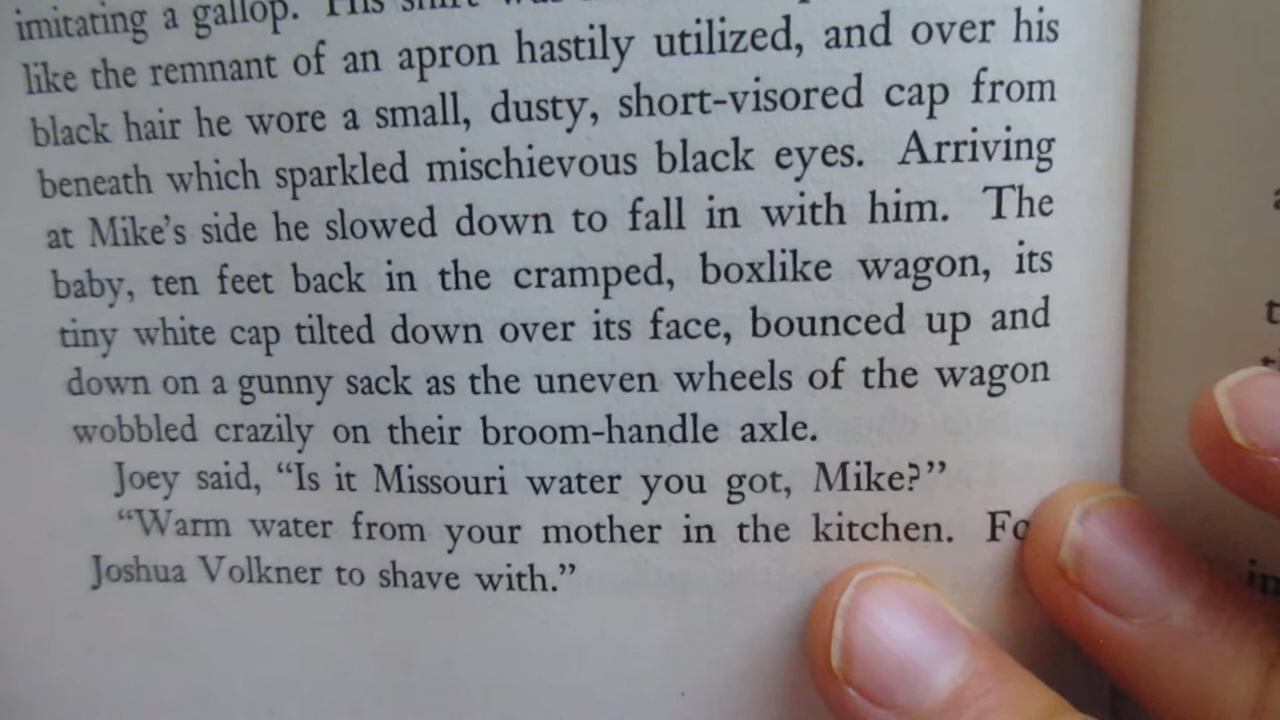 imitating a gallop. His shirt was
like the remnant of an apron hastily utilized, and over his
black hair he wore a small, dusty, short-visored cap from
beneath which sparkled mischievous black eyes. Arriving
at Mike’s side he slowed down to fall in with him. The
baby, ten feet back in the cramped, boxlike wagon, its
tiny white cap tilted down over its face, bounced up and
down on a gunny sack as the uneven wheels of the wagon
wobbled crazily on their broom-handle axle.
Joey said, “Is it Missouri water you got, Mike?”
“Warm water from your mother in the kitchen.
Joshua Volkner to shave with.”